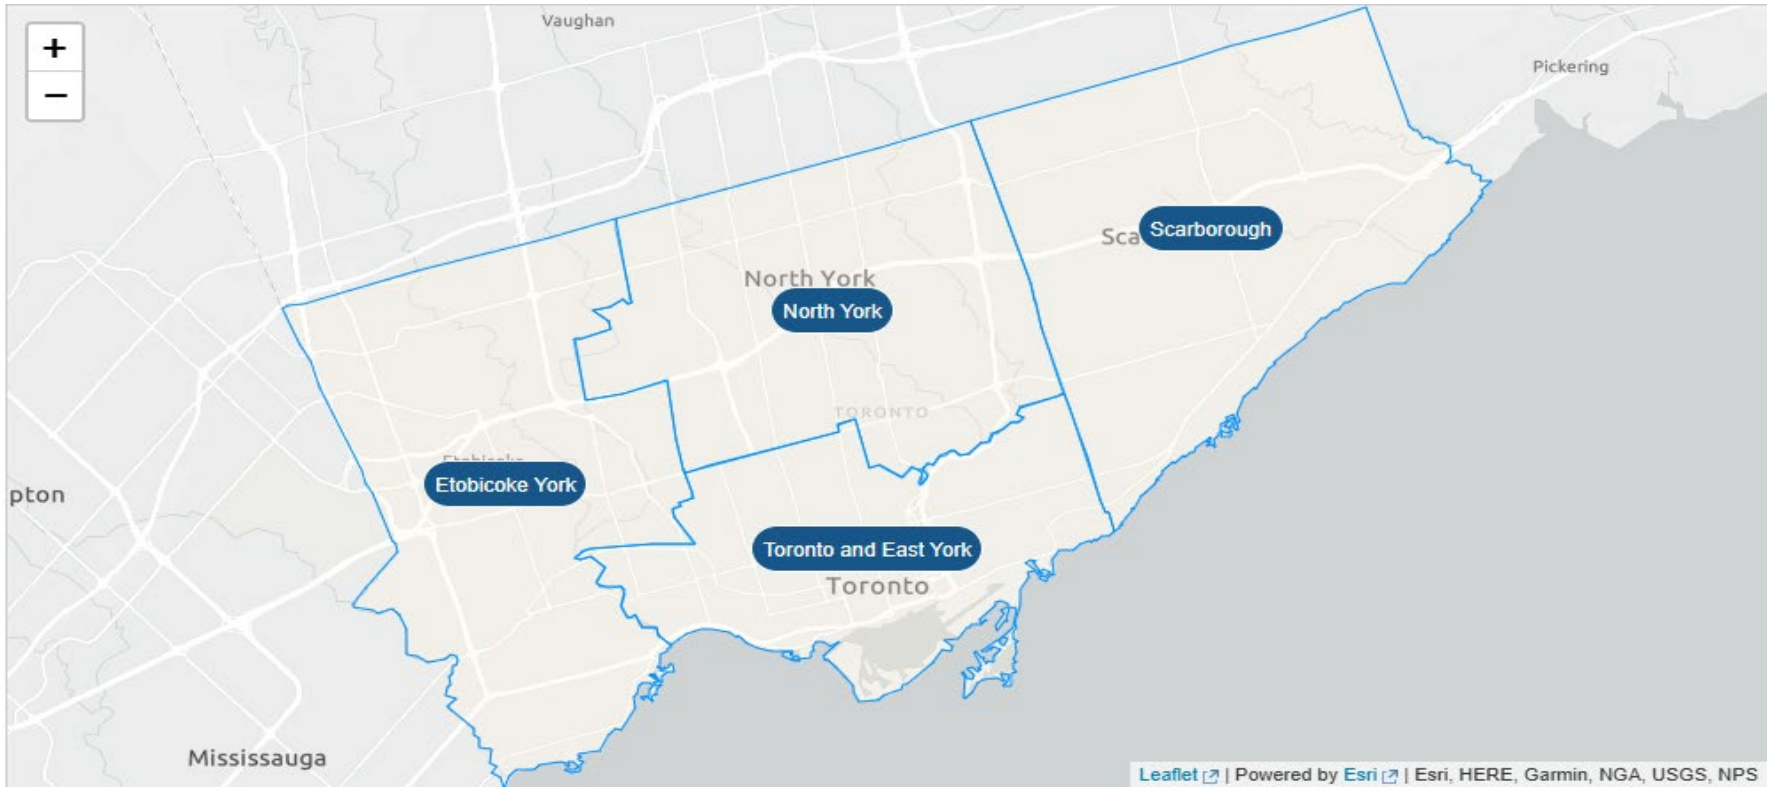 Vaughan
+
−
Pickering
Scarborough
North York
North York
TORONTO
Etobicoke York
pton
Toronto and East York
Toronto
Mississauga
Leaflet | Powered by Esri | Esri, HERE, Garmin, NGA, USGS, NPS